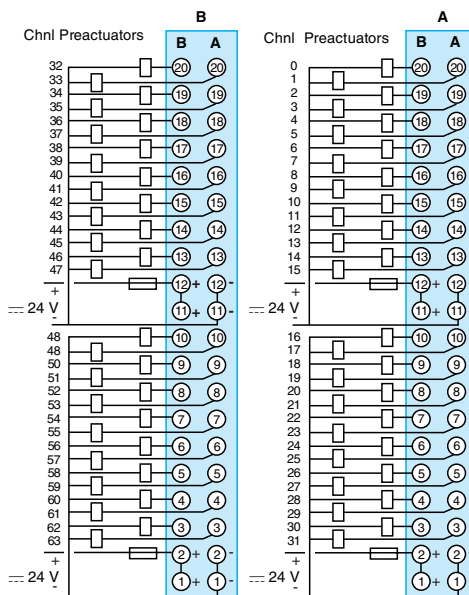 B
Chnl Preactuators B A
32 20 20
33
34 19 19
35
36 18 18
37
38 17 17
39
40 16 16
41
42 15 15
43
44 14 14
45
46 13 13
47
+ 12 + 12 -
24 V 11 + 11 -
-
48 10 10
48
50 9 9
51
52 8 8
53
54 7 7
55
56 6 6
57
58 5 5
59
60 4 4
61
62 3 3
63
+ 2 + 2 -
24 V 1 + 1 -
-
A
Chnl Preactuators B A
0 20 20
1
2 19 19
3
4 18 18
5
6 17 17
7
8 16 16
9
10 15 15
11
12 14 14
13
14 13 13
15
+ 12 + 12
24 V 11 + 11
-
16 10 10
17
18 9 9
19
20 8 8
21
22 7 7
23
24 6 6
25
26 5 5
27
28 4 4
29
30 3 3
31
+ 2 + 2
24 V 1 + 1
-